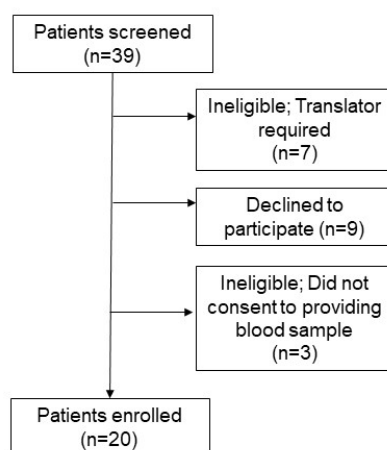 Patients screened
(n=39)
Ineligible; Translator
required
(n=7)
Declined to
participate (n=9)
Ineligible; Did not
consent to providing
blood sample
(n=3)
Patients enrolled
(n=20)